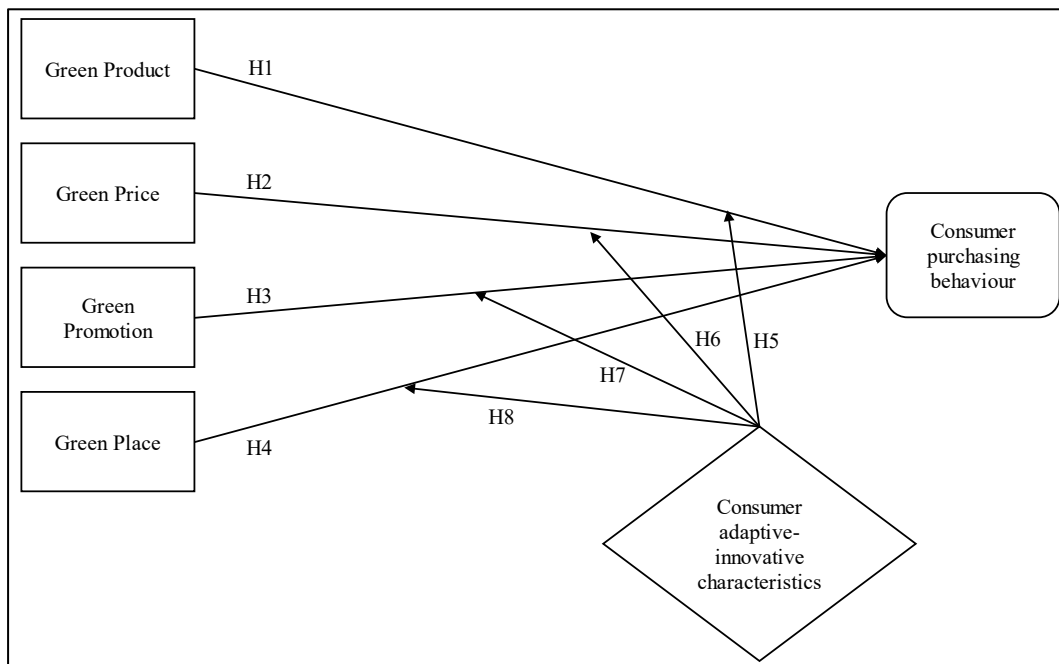 Green Product
H1
Green Price
H2
Consumer
purchasing
behaviour
Green
Promotion
H3
H6
H5
H7
H8
Green Place
H4
Consumer
adaptive-
innovative
characteristics